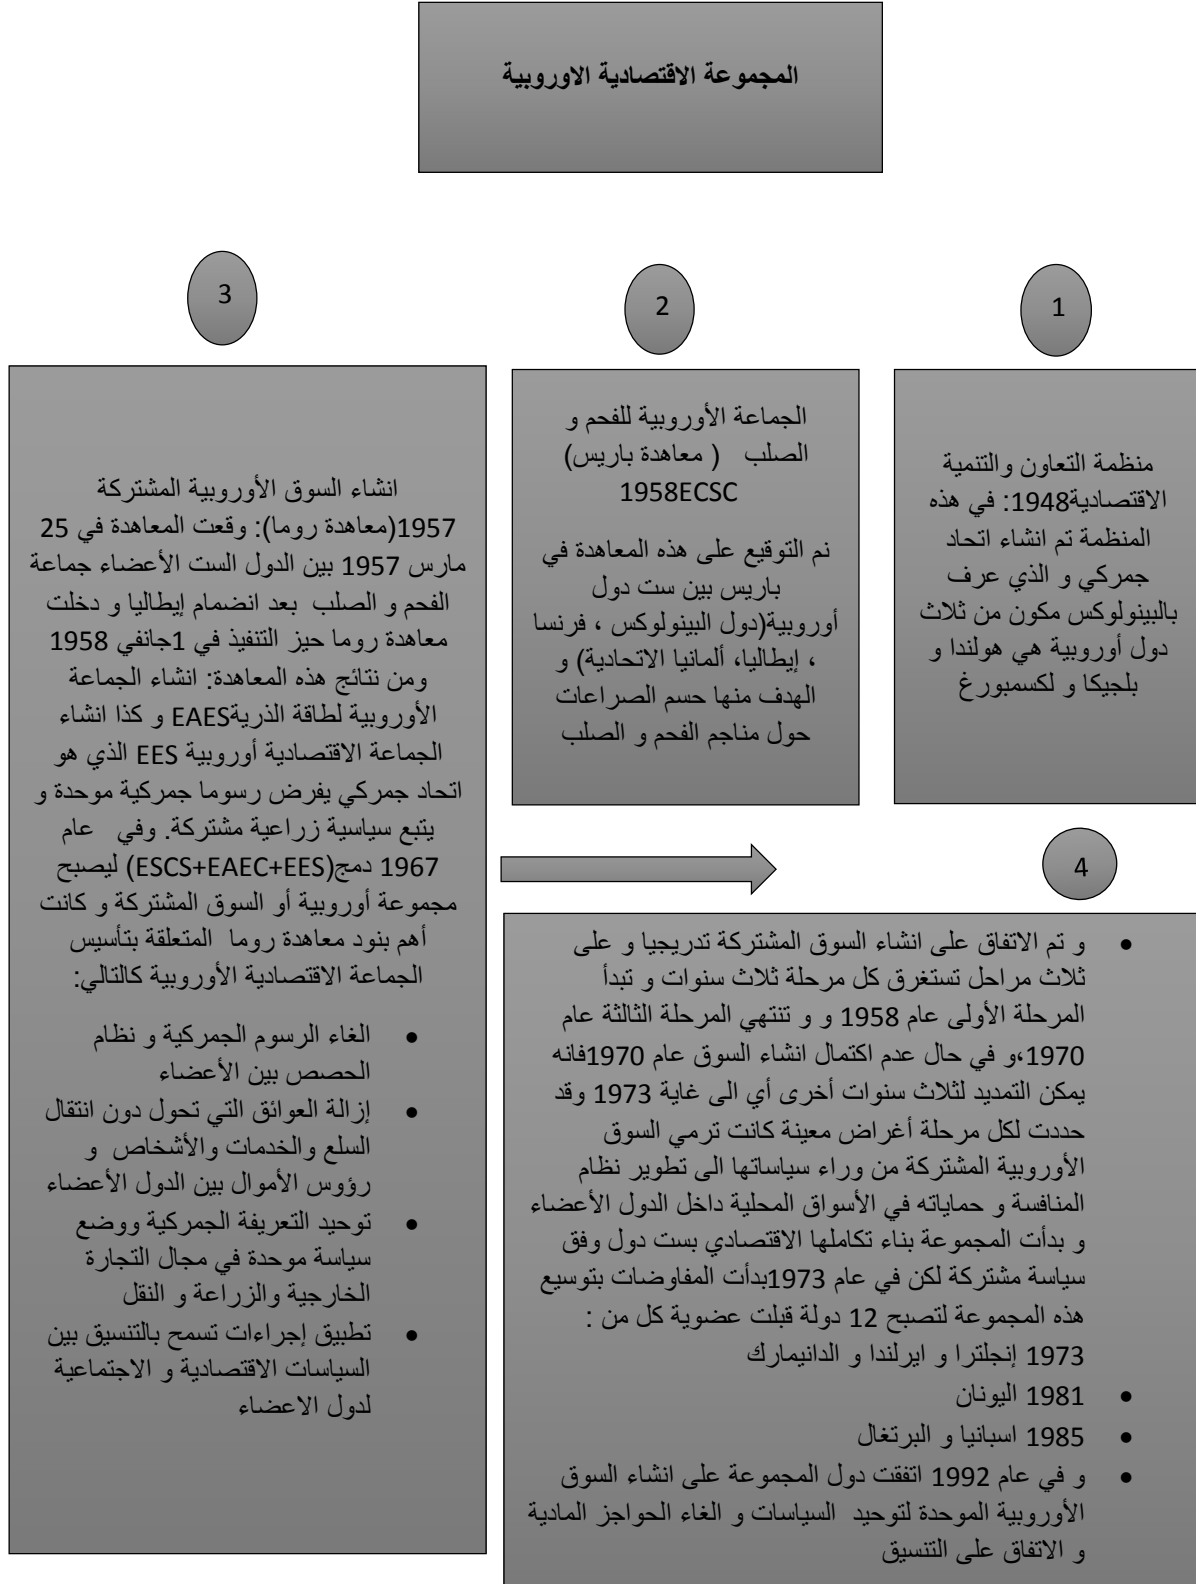 المجموعة الاقتصادية الاوروبية
1
منظمة التعاون والتنمية
الاقتصادية1948: في هذه
المنظمة تم انشاء اتحاد
جمركي و الذي عرف
بالبينولوكس مكون من ثلاث
دول أوروبية هي هولندا و
بلجيكا و لكسمبورغ
2
الجماعة الأوروبية للفحم و
الصلب ( معاهدة باريس)
1958ECSC
نم التوقيع على هذه المعاهدة في
باريس بين ست دول
أوروبية(دول البينولوكس ، فرنسا
، إيطاليا، ألمانيا الاتحادية) و
الهدف منها حسم الصراعات
حول مناجم الفحم و الصلب
3
انشاء السوق الأوروبية المشتركة
1957(معاهدة روما): وقعت المعاهدة في 25
مارس 1957 بين الدول الست الأعضاء جماعة
الفحم و الصلب بعد انضمام إيطاليا و دخلت
معاهدة روما حيز التنفيذ في 1جانفي 1958
ومن نتائج هذه المعاهدة: انشاء الجماعة
الأوروبية لطاقة الذريةEAES و كذا انشاء
الجماعة الاقتصادية أوروبية EES الذي هو
اتحاد جمركي يفرض رسوما جمركية موحدة و
يتبع سياسية زراعية مشتركة. وفي عام
1967 دمج(ESCS+EAEC+EES) ليصبح
مجموعة أوروبية أو السوق المشتركة و كانت
أهم بنود معاهدة روما المتعلقة بتأسيس
الجماعة الاقتصادية الأوروبية كالتالي:
• الغاء الرسوم الجمركية و نظام
الحصص بين الأعضاء
• إزالة العوائق التي تحول دون انتقال
السلع والخدمات والأشخاص و
رؤوس الأموال بين الدول الأعضاء
• توحيد التعريفة الجمركية ووضع
سياسة موحدة في مجال التجارة
الخارجية والزراعة و النقل
• تطبيق إجراءات تسمح بالتنسيق بين
السياسات الاقتصادية و الاجتماعية
لدول الاعضاء
4
• و تم الاتفاق على انشاء السوق المشتركة تدريجيا و على
ثلاث مراحل تستغرق كل مرحلة ثلاث سنوات و تبدأ
المرحلة الأولى عام 1958 و و تنتهي المرحلة الثالثة عام
1970،و في حال عدم اكتمال انشاء السوق عام 1970فانه
يمكن التمديد لثلاث سنوات أخرى أي الى غاية 1973 وقد
حددت لكل مرحلة أغراض معينة كانت ترمي السوق
الأوروبية المشتركة من وراء سياساتها الى تطوير نظام
المنافسة و حماياته في الأسواق المحلية داخل الدول الأعضاء
و بدأت المجموعة بناء تكاملها الاقتصادي بست دول وفق
سياسة مشتركة لكن في عام 1973بدأت المفاوضات بتوسيع
هذه المجموعة لتصبح 12 دولة قبلت عضوية كل من :
1973 إنجلترا و ايرلندا و الدانيمارك
• 1981 اليونان
• 1985 اسبانيا و البرتغال
• و في عام 1992 اتفقت دول المجموعة على انشاء السوق
الأوروبية الموحدة لتوحيد السياسات و الغاء الحواجز المادية
و الاتفاق على التنسيق